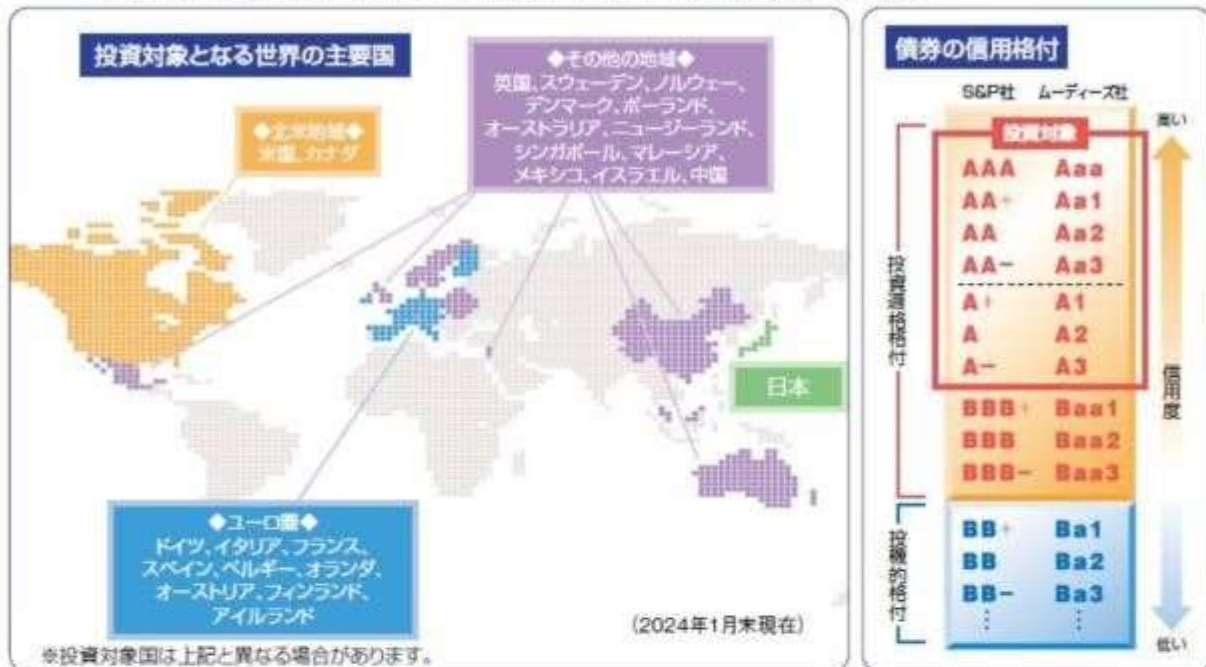 投資対象となる世界の主要国
◆北米地域◆
米国、カナダ
◆その他の地域◆
英国、スウェーデン、ノルウェー、
デンマーク、ポーランド、
オーストラリア、ニュージーランド、
シンガポール、マレーシア、
メキシコ、イスラエル、中国
日本
◆ユーロ圏◆
ドイツ、イタリア、フランス、
スペイン、ベルギー、オランダ、
オーストリア、フィンランド、
アイルランド
(2024年1月末現在)
※投資対象国は上記と異なる場合があります。
債券の信用格付
S&P社 ムーディーズ社
投資対象
AAA Aaa
AA+ Aa1
AA Aa2
AA- Aa3
A+ A1
A A2
A- A3
BBB+ Baa1
BBB Baa2
BBB- Baa3
BB+ Ba1
BB Ba2
BB- Ba3
⋮ ⋮
投資適格格付
投機的格付
高い
信用度
低い